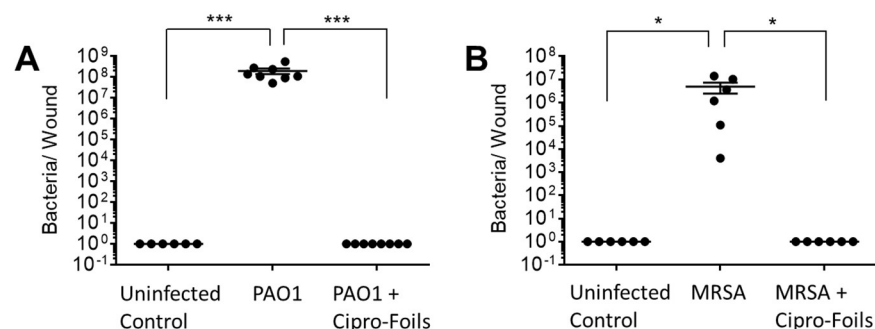 A
***
***
Bacteria/ Wound
10⁹
10⁸
10⁷
10⁶
10⁵
10⁴
10³
10²
10¹
10⁰
10⁻¹
Uninfected
Control
PAO1
PAO1 +
Cipro-Foils
B
*
*
Bacteria/ Wound
10⁸
10⁷
10⁶
10⁵
10⁴
10³
10²
10¹
10⁰
10⁻¹
Uninfected
Control
MRSA
MRSA +
Cipro-Foils